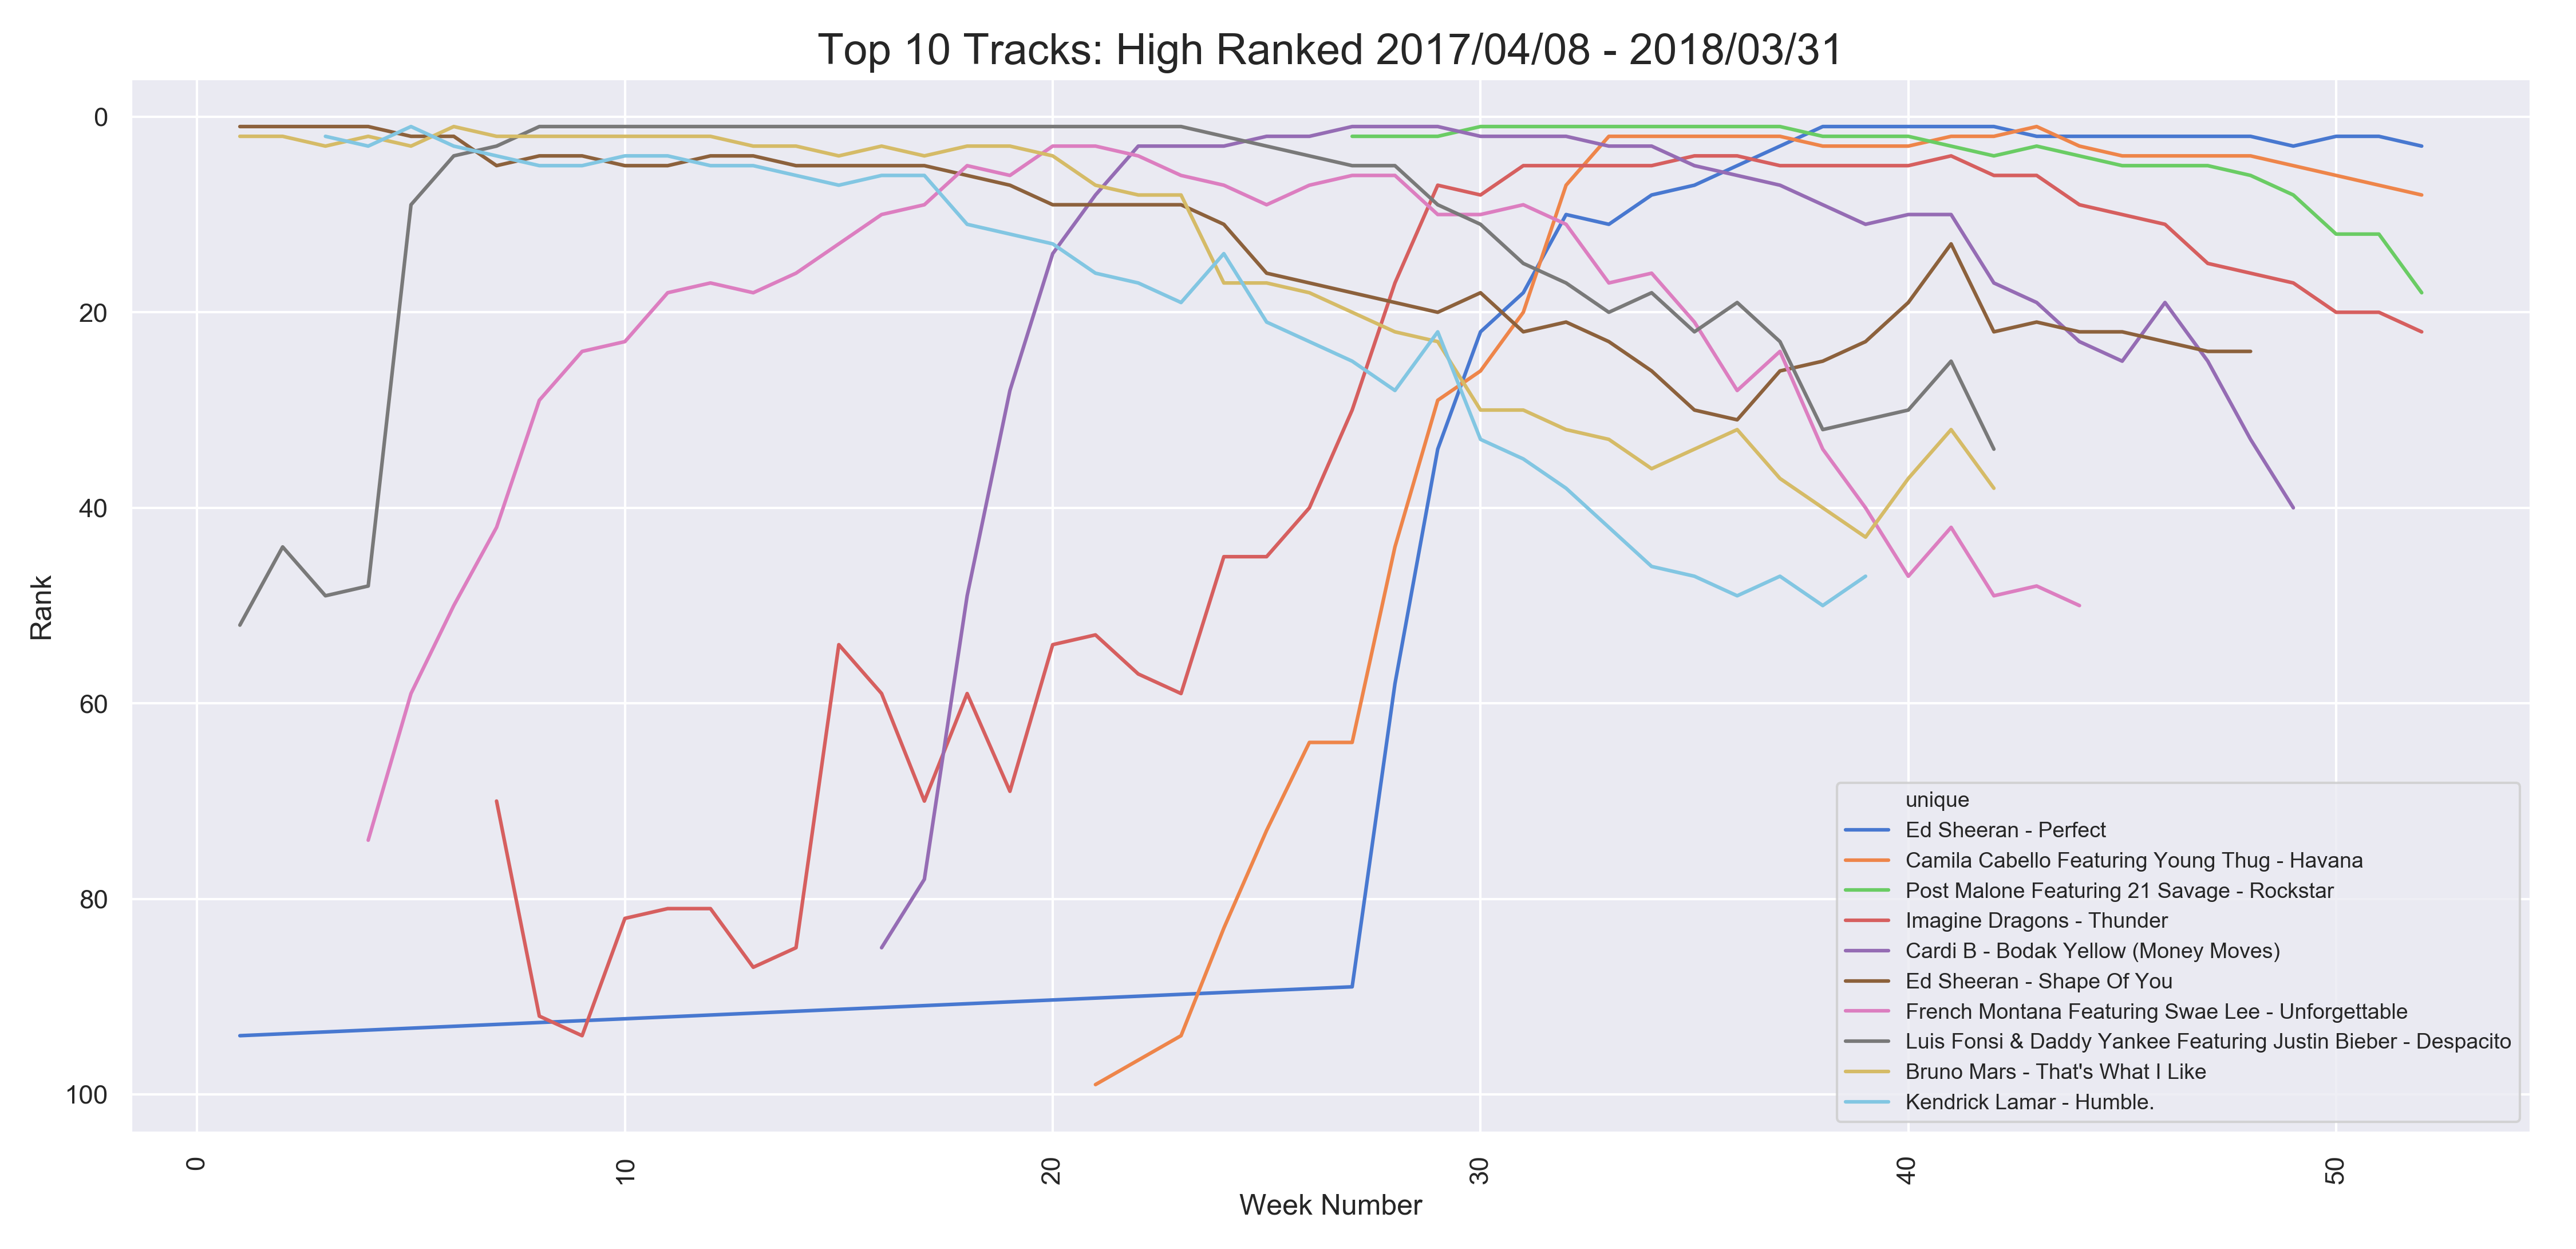 Top 10 Tracks: High Ranked 2017/04/08 - 2018/03/31
0
20
40
60
80
100
Rank
unique
Ed Sheeran - Perfect
Camila Cabello Featuring Young Thug - Havana
Post Malone Featuring 21 Savage - Rockstar
Imagine Dragons - Thunder
Cardi B - Bodak Yellow (Money Moves)
Ed Sheeran - Shape Of You
French Montana Featuring Swae Lee - Unforgettable
Luis Fonsi & Daddy Yankee Featuring Justin Bieber - Despacito
Bruno Mars - That's What I Like
Kendrick Lamar - Humble.
0
10
20
30
40
50
Week Number